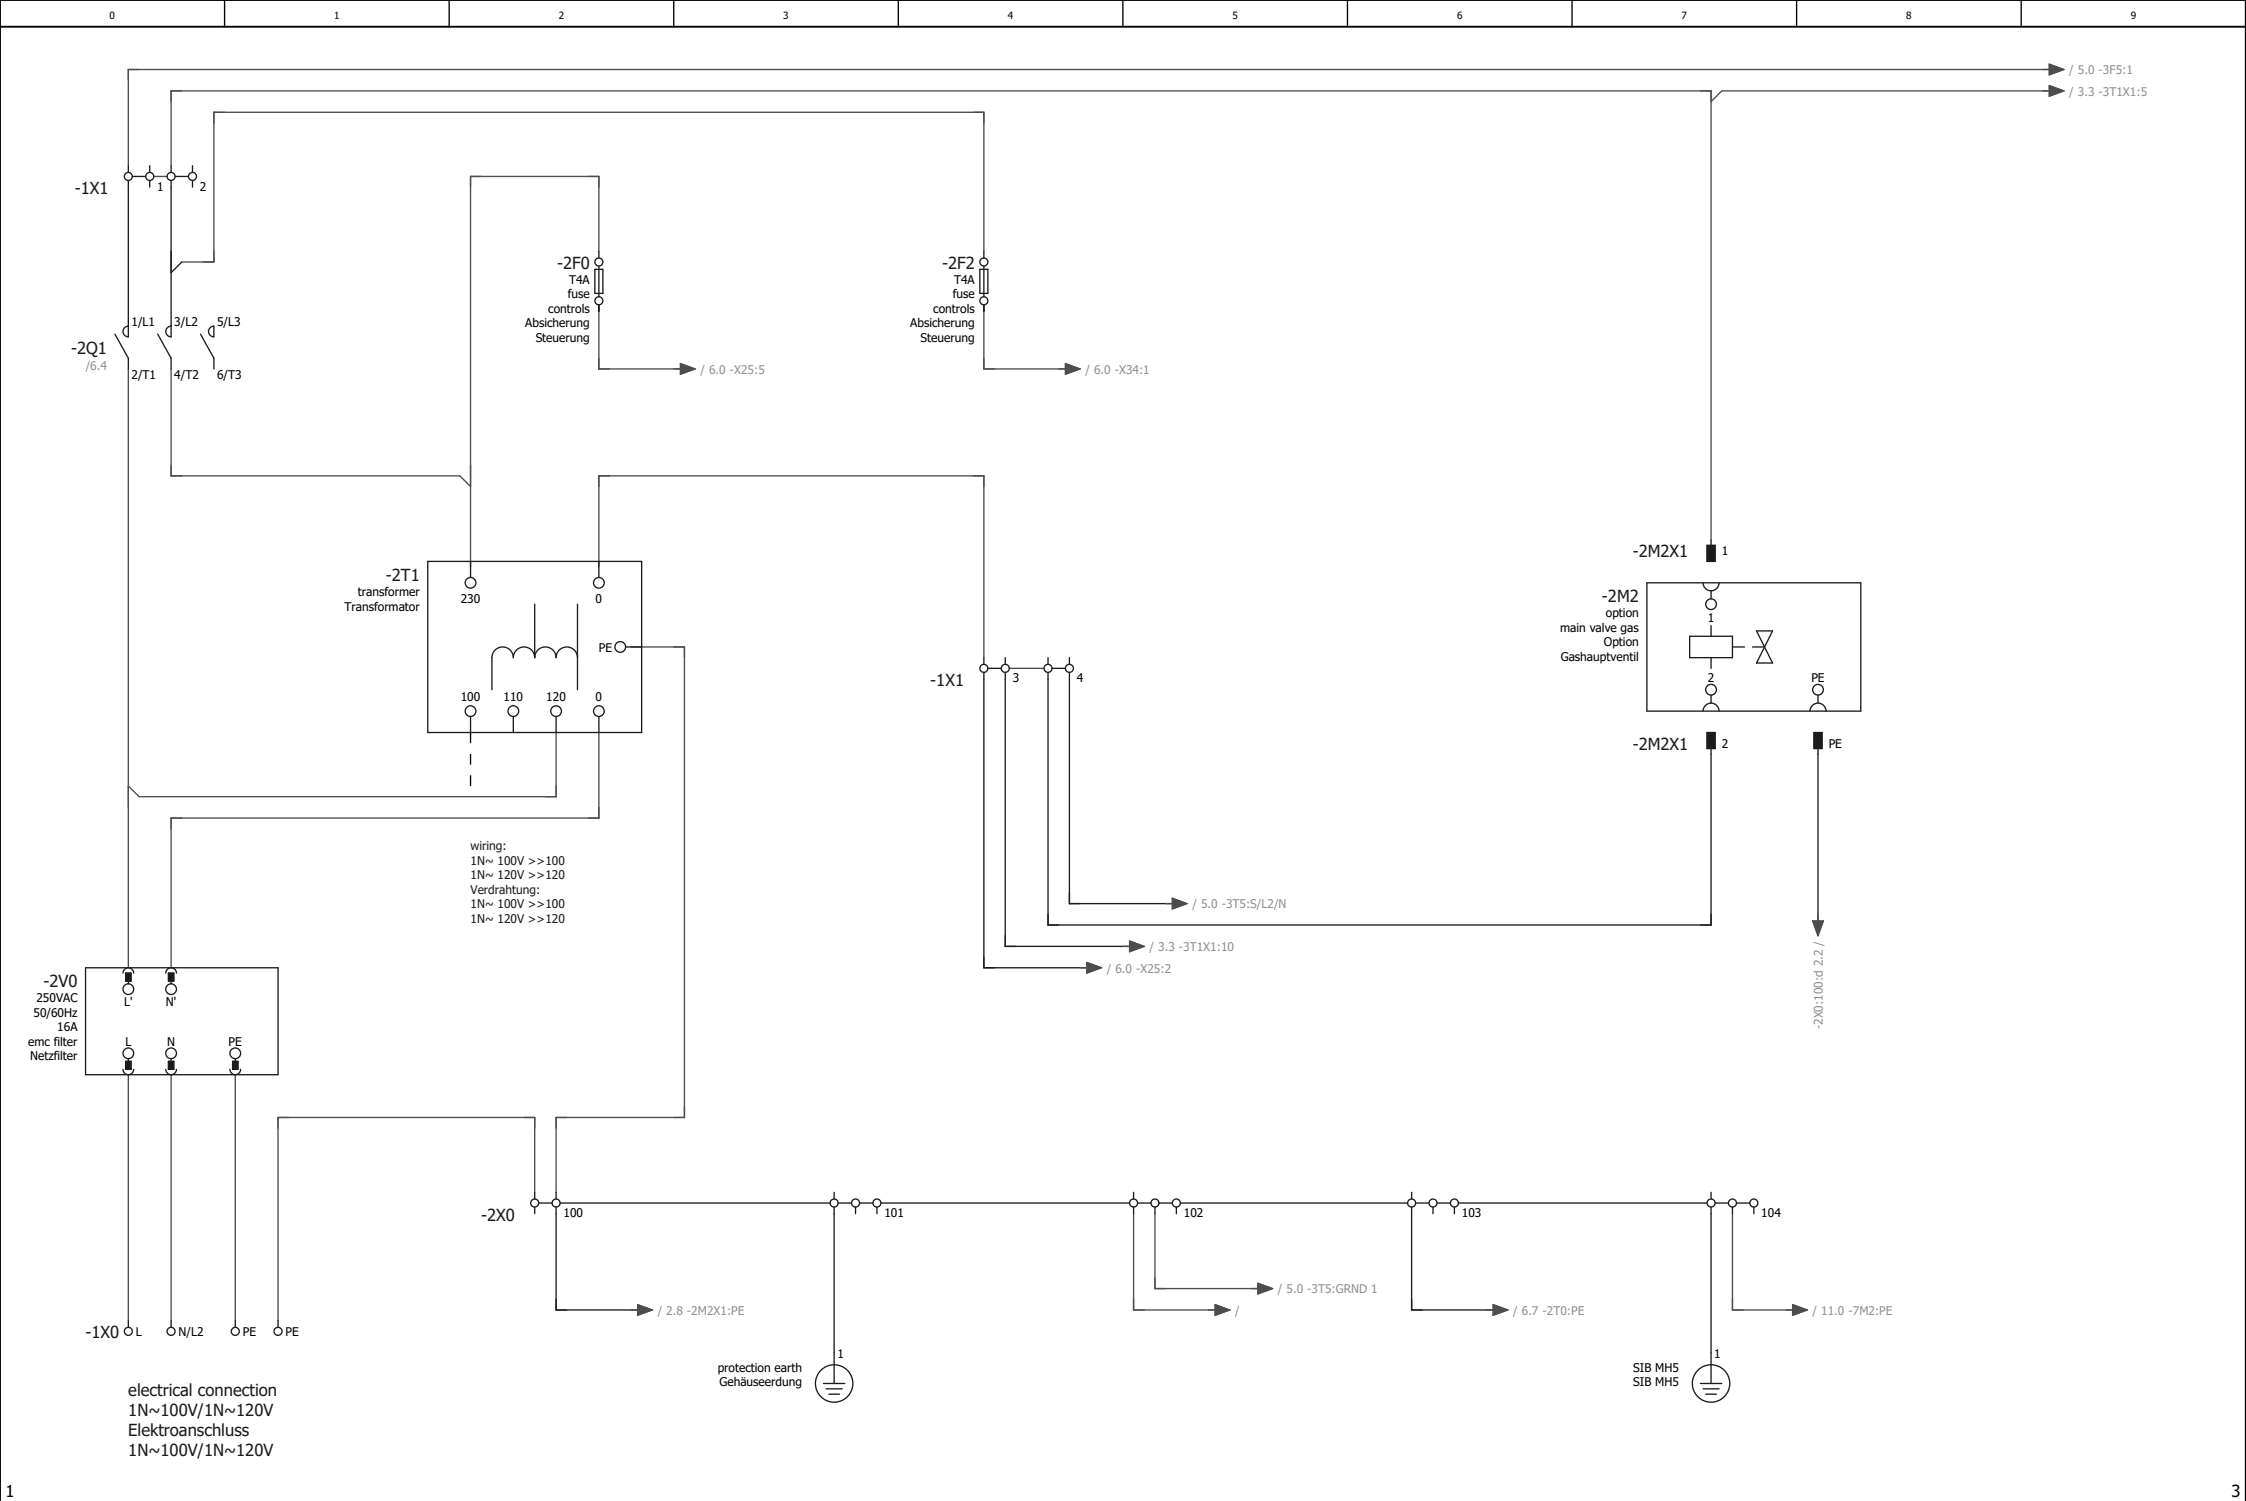 0 1 2 3 4 5 6 7 8 9
/ 5.0 -3F5:1
/ 3.3 -3T1X1:5
-1X1
1
2
-2F0
T4A
fuse
controls
Absicherung
Steuerung
/ 6.0 -X25:5
-2F2
T4A
fuse
controls
Absicherung
Steuerung
/ 6.0 -X34:1
-2Q1
/6.4
1/L1
3/L2
5/L3
2/T1
4/T2
6/T3
-2T1
transformer
Transformator
230
0
PE
100
110
120
0
wiring:
1N~ 100V >>100
1N~ 120V >>120
Verdrahtung:
1N~ 100V >>100
1N~ 120V >>120
-1X1
3
4
/ 5.0 -3T5:S/L2/N
/ 3.3 -3T1X1:10
/ 6.0 -X25:2
-2M2X1
1
-2M2
option
main valve gas
Option
Gashauptventil
1
2
PE
-2M2X1
2
PE
-2X0:100:d 2.2 /
-2V0
250VAC
50/60Hz
16A
emc filter
Netzfilter
L'
N'
L
N
PE
-2X0
100
101
102
103
104
/ 2.8 -2M2X1:PE
/ 5.0 -3T5:GRND 1
/
/ 6.7 -2T0:PE
/ 11.0 -7M2:PE
-1X0
L
N/L2
PE
PE
protection earth
Gehäuseerdung
1
SIB MH5
SIB MH5
1
electrical connection
1N~100V/1N~120V
Elektroanschluss
1N~100V/1N~120V
1
3